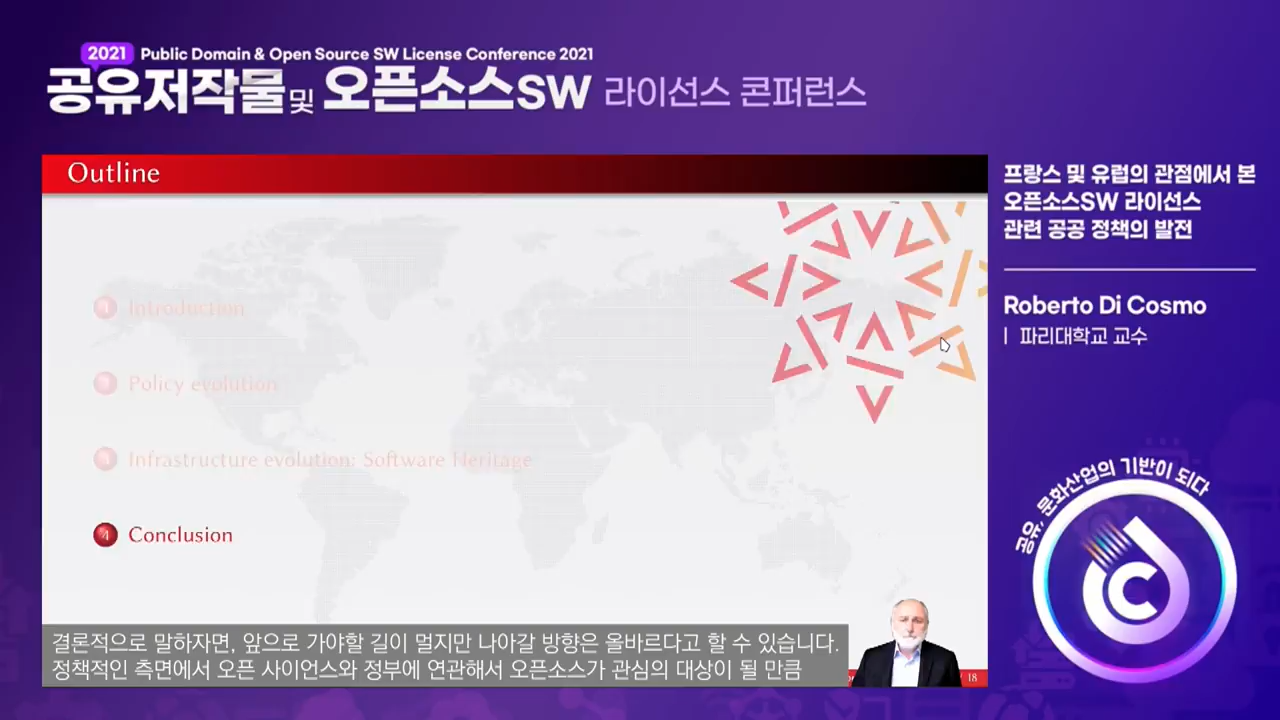 2021 Public Domain & Open Source SW License Conference 2021
공유저작물 및 오픈소스SW 라이선스 콘퍼런스
Outline
1 Introduction
2 Policy evolution
3 Infrastructure evolution: Software Heritage
4 Conclusion
결론적으로 말하자면, 앞으로 가야할 길이 멀지만 나아갈 방향은 올바르다고 할 수 있습니다.
정책적인 측면에서 오픈 사이언스와 정부에 연관해서 오픈소스가 관심의 대상이 될 만큼
/ 18
프랑스 및 유럽의 관점에서 본
오픈소스SW 라이선스
관련 공공 정책의 발전
Roberto Di Cosmo
| 파리대학교 교수
공유, 문화산업의 기반이 되다
C